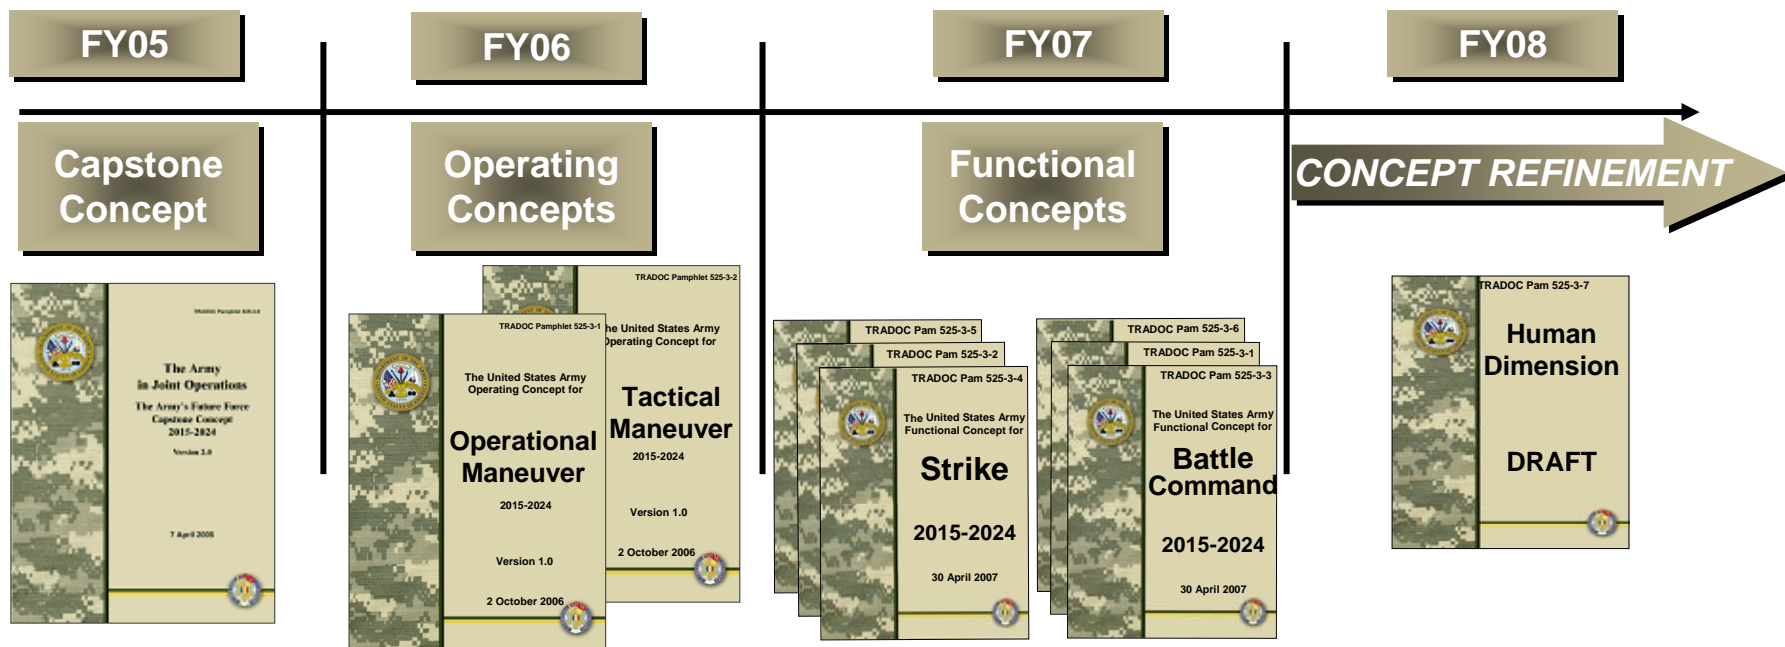 FY05
FY06
FY07
FY08
Capstone
Concept
Operating
Concepts
Functional
Concepts
CONCEPT REFINEMENT
The Army
in Joint Operations
The Army's Future Force
Capstone Concept
2015-2024
Version 2.0
7 April 2005
TRADOC Pamphlet 525-3-2
he United States Army
Operating Concept for
Tactical
Maneuver
2015-2024
Version 1.0
2 October 2006
TRADOC Pamphlet 525-3-1
The United States Army
Operating Concept for
Operational
Maneuver
2015-2024
Version 1.0
2 October 2006
TRADOC Pam 525-3-5
TRADOC Pam 525-3-2
TRADOC Pam 525-3-4
The United States Army
Functional Concept for
Strike
2015-2024
30 April 2007
TRADOC Pam 525-3-6
TRADOC Pam 525-3-1
TRADOC Pam 525-3-3
The United States Army
Functional Concept for
Battle
Command
2015-2024
30 April 2007
TRADOC Pam 525-3-7
Human
Dimension
DRAFT